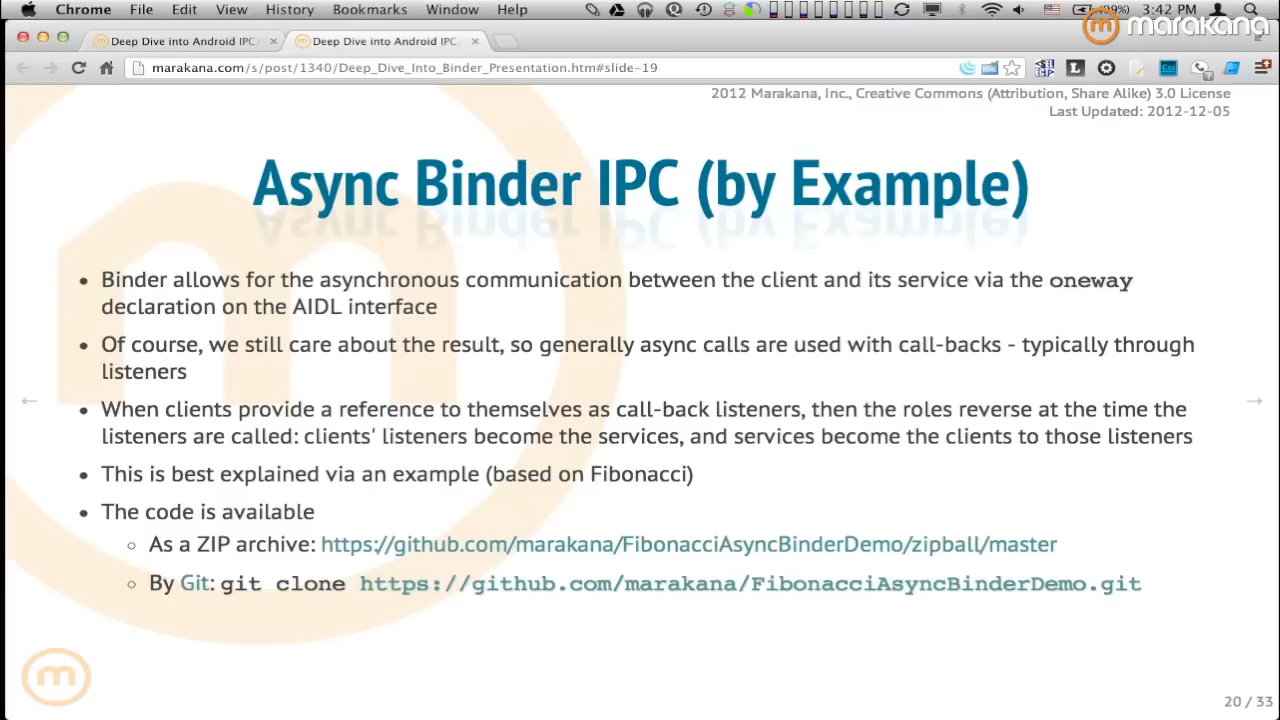 Chrome File Edit View History Bookmarks Window Help (99%) 3:42 PM
marakana
Deep Dive into Android IPC/ Deep Dive into Android IPC/
marakana.com/s/post/1340/Deep_Dive_Into_Binder_Presentation.htm#slide-19
2012 Marakana, Inc., Creative Commons (Attribution, Share Alike) 3.0 License
Last Updated: 2012-12-05
Async Binder IPC (by Example)
• Binder allows for the asynchronous communication between the client and its service via the oneway
declaration on the AIDL interface
• Of course, we still care about the result, so generally async calls are used with call-backs - typically through
listeners
• When clients provide a reference to themselves as call-back listeners, then the roles reverse at the time the
listeners are called: clients' listeners become the services, and services become the clients to those listeners
• This is best explained via an example (based on Fibonacci)
• The code is available
◦ As a ZIP archive: https://github.com/marakana/FibonacciAsyncBinderDemo/zipball/master
◦ By Git: git clone https://github.com/marakana/FibonacciAsyncBinderDemo.git
20 / 33